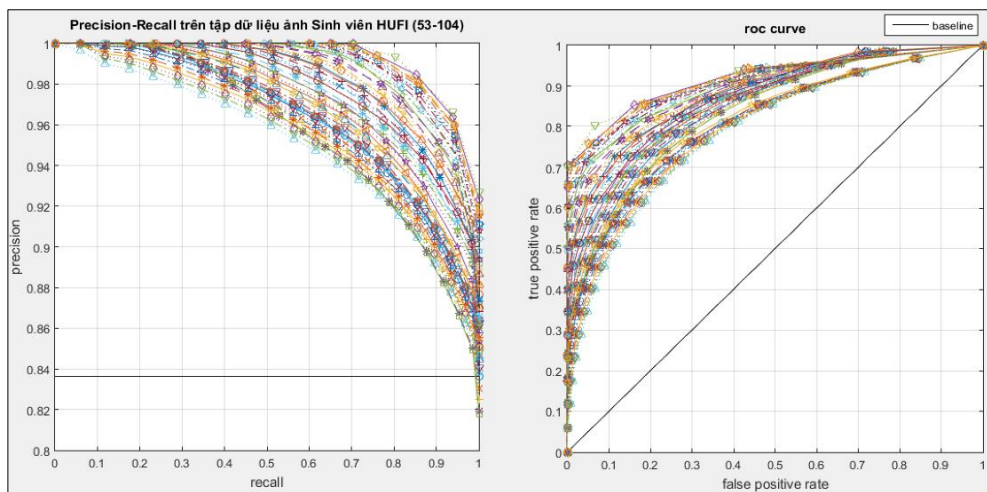 Precision-Recall trên tập dữ liệu ảnh Sinh viên HUFI (53-104)
1
0.98
0.96
0.94
0.92
0.9
0.88
0.86
0.84
0.82
0.8
precision
0 0.1 0.2 0.3 0.4 0.5 0.6 0.7 0.8 0.9 1
recall
roc curve
baseline
1
0.9
0.8
0.7
0.6
0.5
0.4
0.3
0.2
0.1
0
true positive rate
0 0.1 0.2 0.3 0.4 0.5 0.6 0.7 0.8 0.9 1
false positive rate